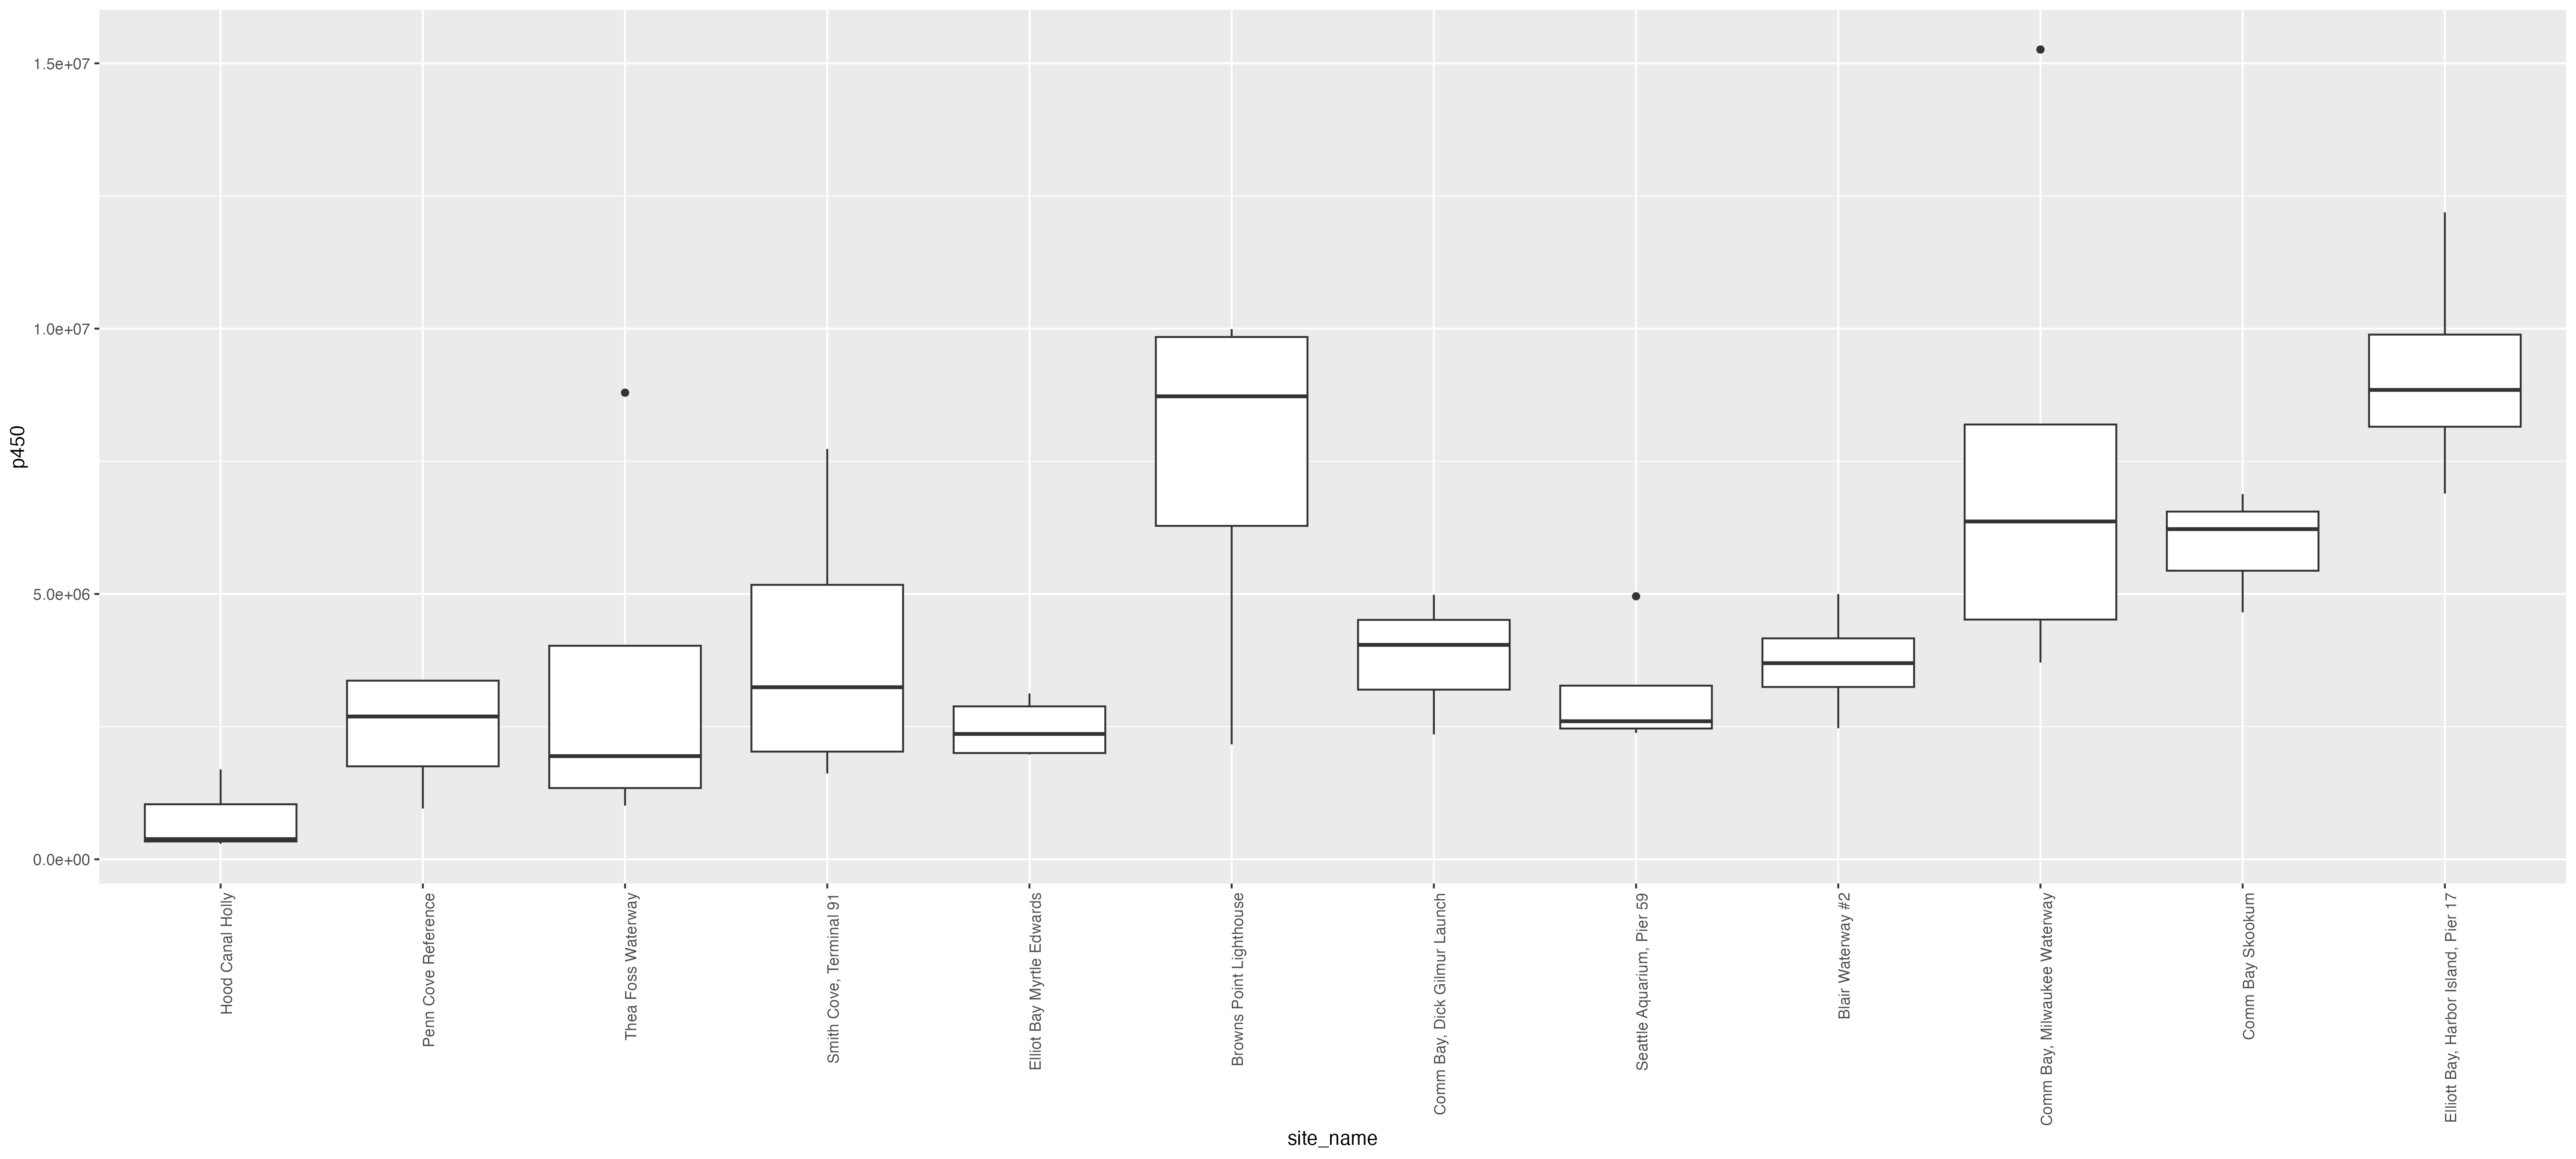 1.5e+07
1.0e+07
5.0e+06
0.0e+00
p450
Hood Canal Holly
Penn Cove Reference
Thea Foss Waterway
Smith Cove, Terminal 91
Elliot Bay Myrtle Edwards
Browns Point Lighthouse
Comm Bay, Dick Gilmur Launch
Seattle Aquarium, Pier 59
Blair Waterway #2
Comm Bay, Milwaukee Waterway
Comm Bay Skookum
Elliott Bay, Harbor Island, Pier 17
site_name